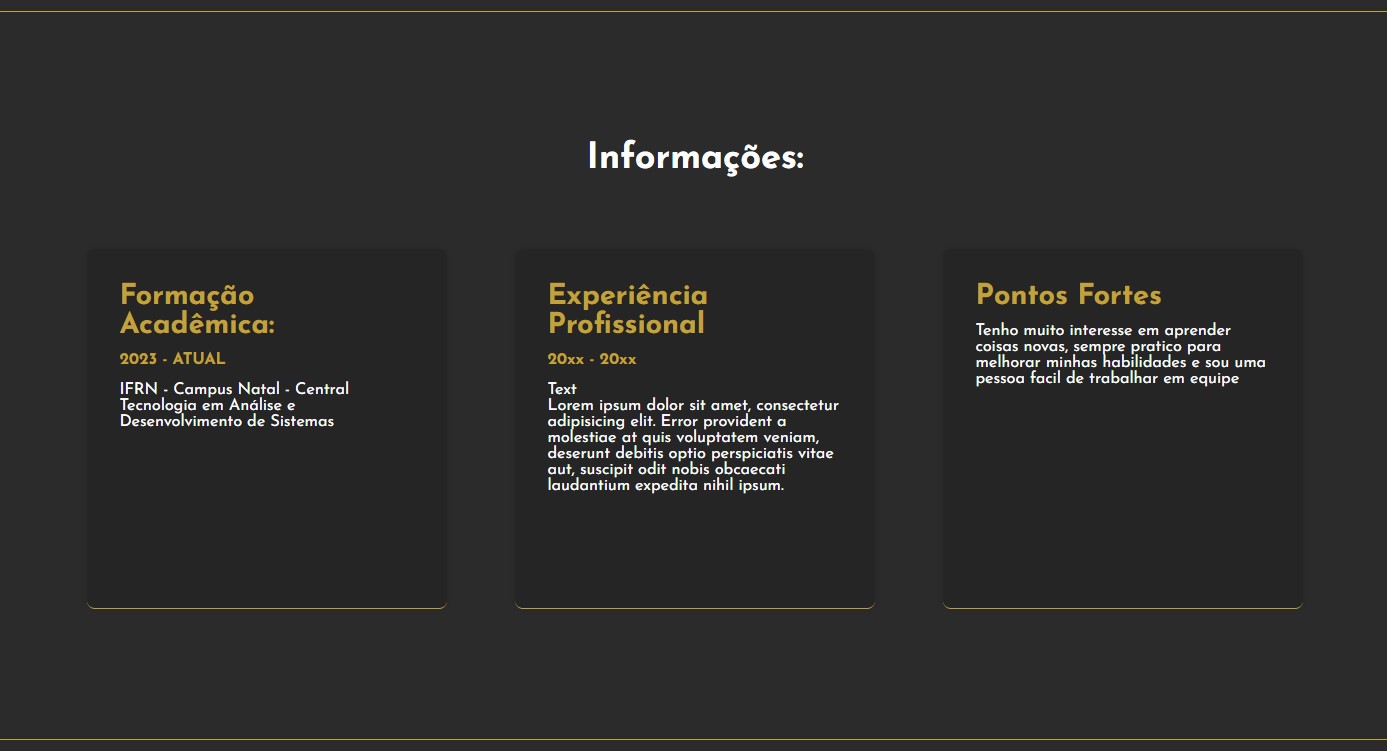 Informações:
Formação
Acadêmica:
2023 - ATUAL
IFRN - Campus Natal - Central
Tecnologia em Análise e
Desenvolvimento de Sistemas
Experiência
Profissional
20xx - 20xx
Text
Lorem ipsum dolor sit amet, consectetur
adipisicing elit. Error provident a
molestiae at quis voluptatem veniam,
deserunt debitis optio perspiciatis vitae
aut, suscipit odit nobis obcaecati
laudantium expedita nihil ipsum.
Pontos Fortes
Tenho muito interesse em aprender
coisas novas, sempre pratico para
melhorar minhas habilidades e sou uma
pessoa facil de trabalhar em equipe